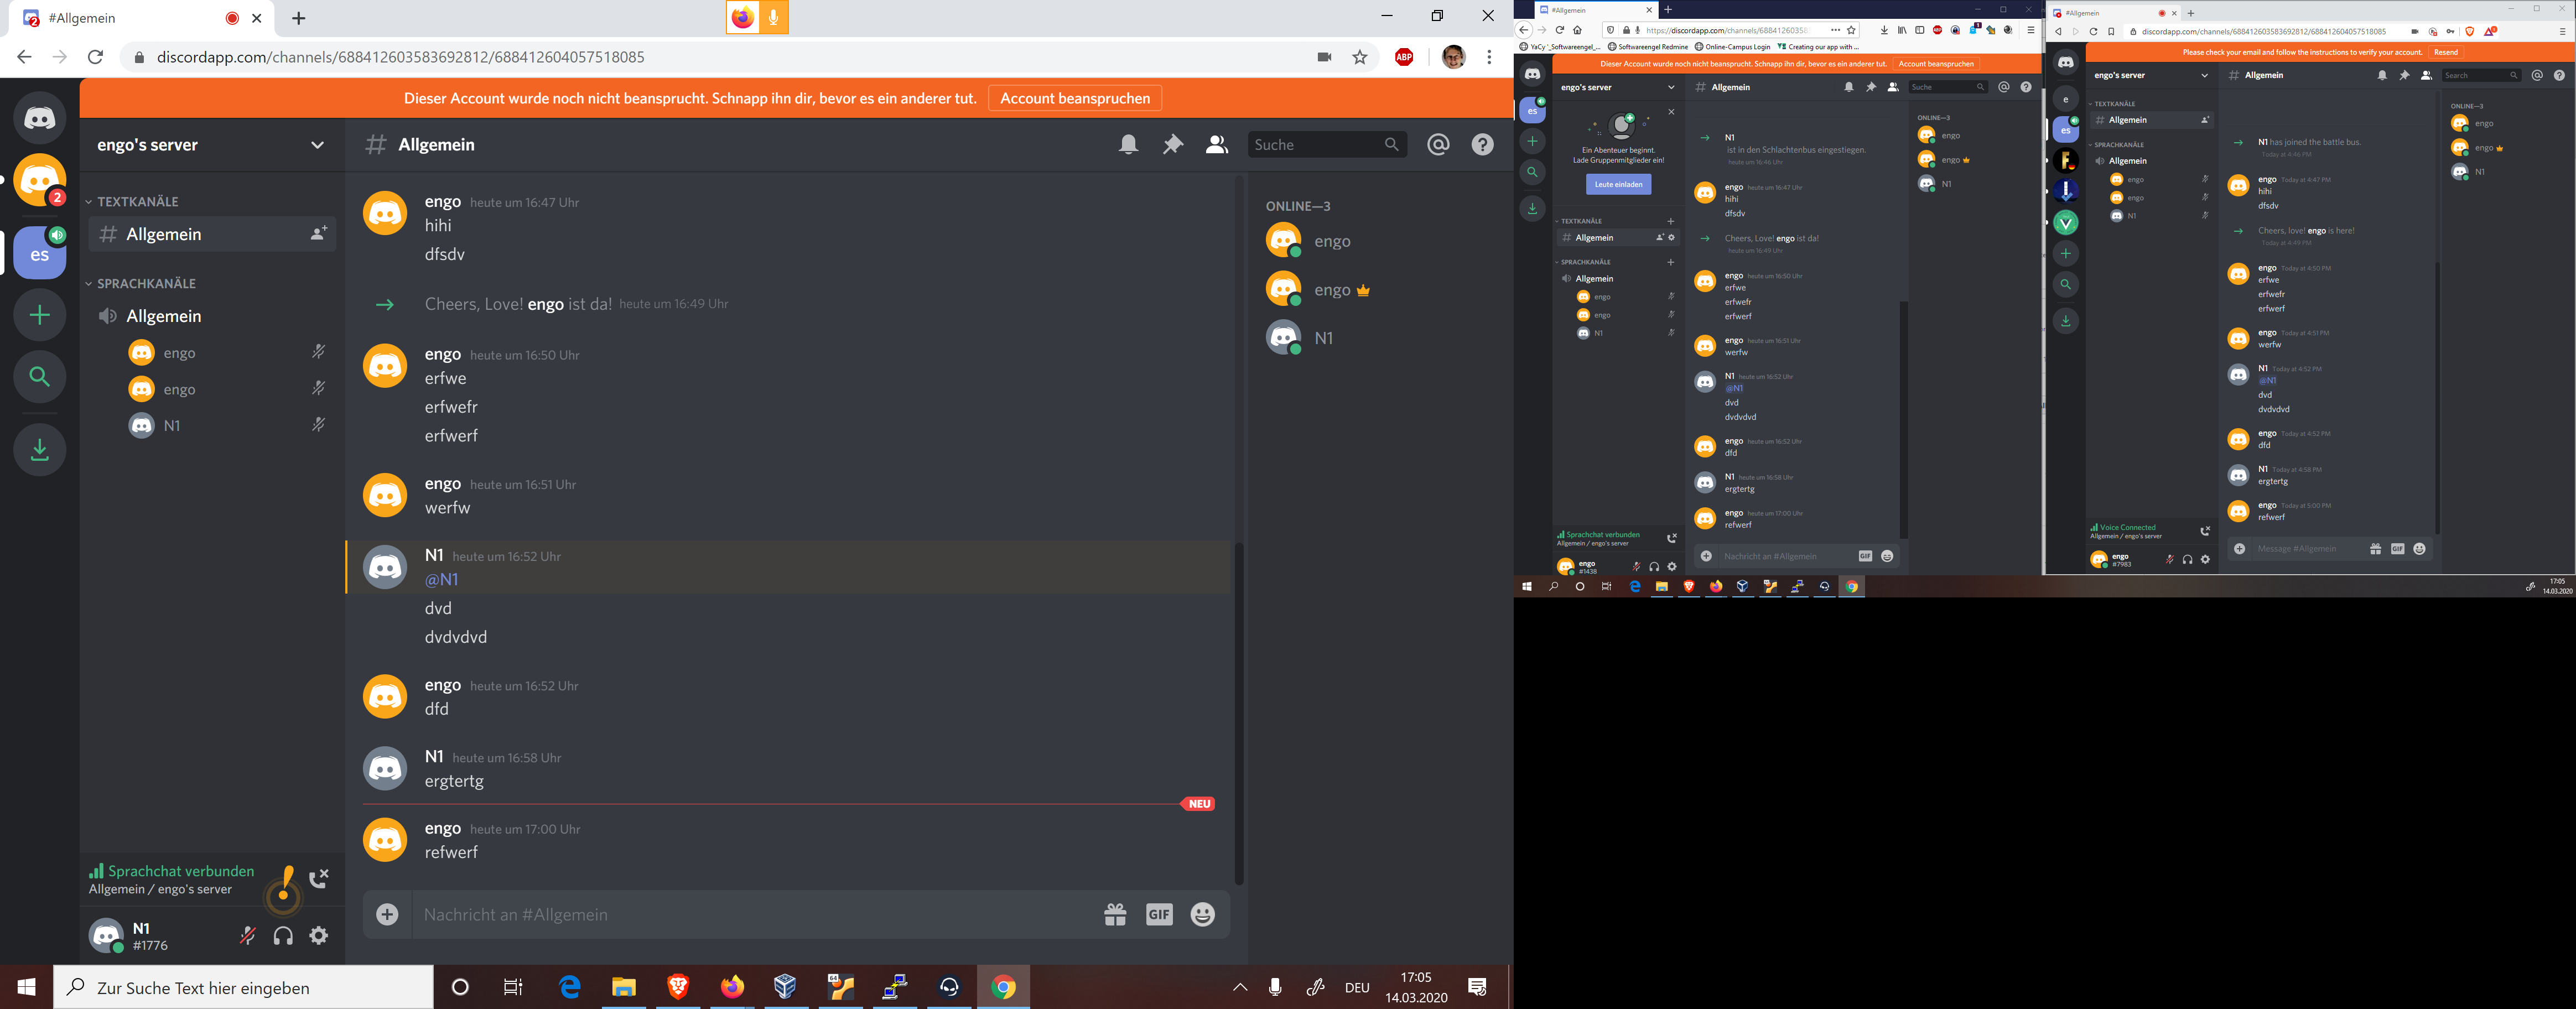 #Allgemein
discordapp.com/channels/688412603583692812/688412604057518085
ABP
Dieser Account wurde noch nicht beansprucht. Schnapp ihn dir, bevor es ein anderer tut.
Account beanspruchen
engo's server
TEXTKANÄLE
Allgemein
SPRACHKANÄLE
Allgemein
engo
engo
N1
2
es
Sprachchat verbunden
Allgemein / engo's server
N1
#1776
Allgemein
Suche
engo heute um 16:47 Uhr
hihi
dfsdv
Cheers, Love! engo ist da! heute um 16:49 Uhr
engo heute um 16:50 Uhr
erfwe
erfwefr
erfwerf
engo heute um 16:51 Uhr
werfw
N1 heute um 16:52 Uhr
@N1
dvd
dvdvdvd
engo heute um 16:52 Uhr
dfd
N1 heute um 16:58 Uhr
ergtertg
NEU
engo heute um 17:00 Uhr
refwerf
Nachricht an #Allgemein
GIF
ONLINE—3
engo
engo
N1
Zur Suche Text hier eingeben
DEU
17:05
14.03.2020
#Allgemein
https://discordapp.com/channels/68841260358
YaCy '_Softwareengel_...
Softwareengel Redmine
Online-Campus Login
Creating our app with ...
Dieser Account wurde noch nicht beansprucht. Schnapp ihn dir, bevor es ein anderer tut.
Account beanspruchen
es
engo's server
Ein Abenteuer beginnt.
Lade Gruppenmitglieder ein!
Leute einladen
TEXTKANÄLE
Allgemein
SPRACHKANÄLE
Allgemein
engo
engo
N1
Sprachchat verbunden
Allgemein / engo's server
engo
#1438
Allgemein
Suche
N1
ist in den Schlachtenbus eingestiegen.
heute um 16:46 Uhr
engo heute um 16:47 Uhr
hihi
dfsdv
Cheers, Love! engo ist da!
heute um 16:49 Uhr
engo heute um 16:50 Uhr
erfwe
erfwefr
erfwerf
engo heute um 16:51 Uhr
werfw
N1 heute um 16:52 Uhr
@N1
dvd
dvdvdvd
engo heute um 16:52 Uhr
dfd
N1 heute um 16:58 Uhr
ergtertg
engo heute um 17:00 Uhr
refwerf
Nachricht an #Allgemein
GIF
ONLINE—3
engo
engo
N1
#Allgemein
discordapp.com/channels/688412603583692812/688412604057518085
Please check your email and follow the instructions to verify your account.
Resend
e
es
engo's server
TEXTKANÄLE
Allgemein
SPRACHKANÄLE
Allgemein
engo
engo
N1
Voice Connected
Allgemein / engo's server
engo
#7983
Allgemein
Search
N1 has joined the battle bus.
Today at 4:46 PM
engo Today at 4:47 PM
hihi
dfsdv
Cheers, love! engo is here!
Today at 4:49 PM
engo Today at 4:50 PM
erfwe
erfwefr
erfwerf
engo Today at 4:51 PM
werfw
N1 Today at 4:52 PM
@N1
dvd
dvdvdvd
engo Today at 4:52 PM
dfd
N1 Today at 4:58 PM
ergtertg
engo Today at 5:00 PM
refwerf
Message #Allgemein
GIF
ONLINE—3
engo
engo
N1
17:05
14.03.2020